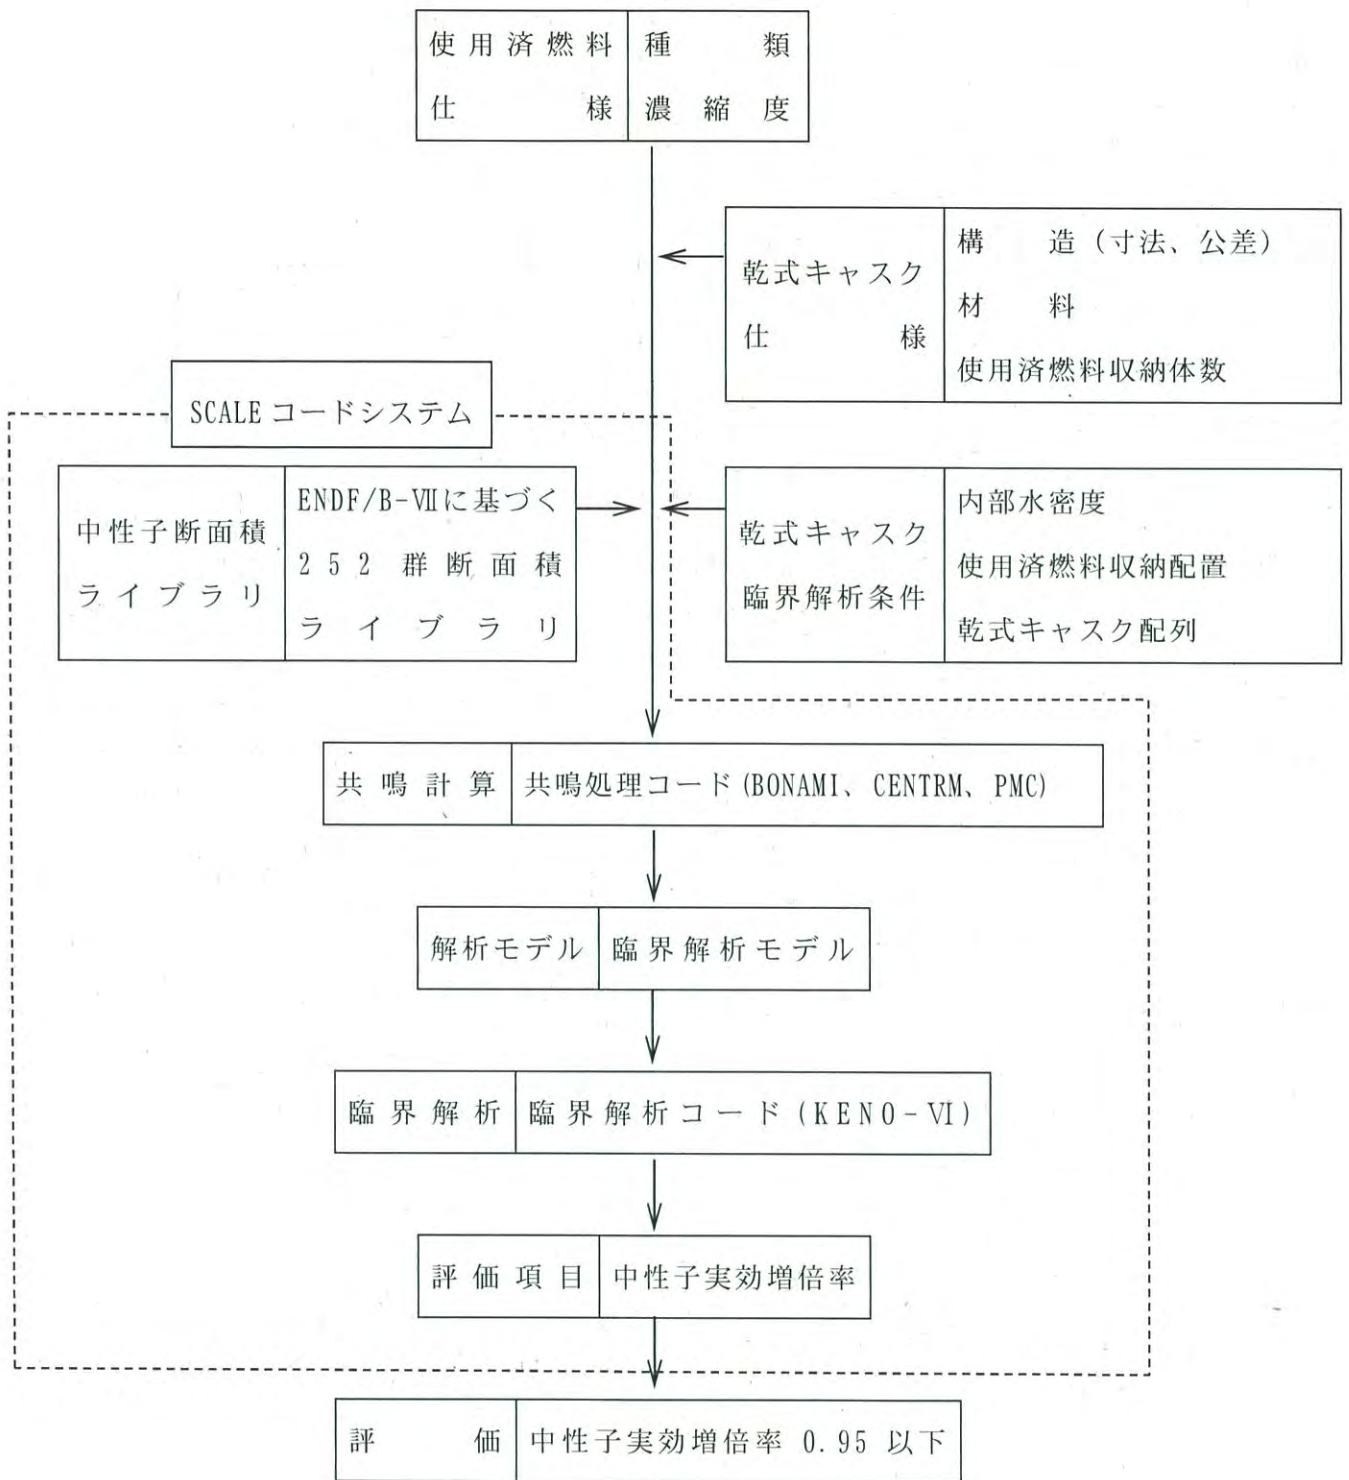 使用済燃料 種類
仕様 濃縮度
乾式キャスク
仕様
構造(寸法、公差)
材料
使用済燃料収納体数
SCALE コードシステム
中性子断面積
ライブラリ
ENDF/B-Ⅶに基づく
252群断面積
ライブラリ
乾式キャスク
臨界解析条件
内部水密度
使用済燃料収納配置
乾式キャスク配列
共鳴計算 共鳴処理コード(BONAMI、CENTRM、PMC)
解析モデル 臨界解析モデル
臨界解析 臨界解析コード(KENO-Ⅵ)
評価項目 中性子実効増倍率
評価 中性子実効増倍率 0.95 以下